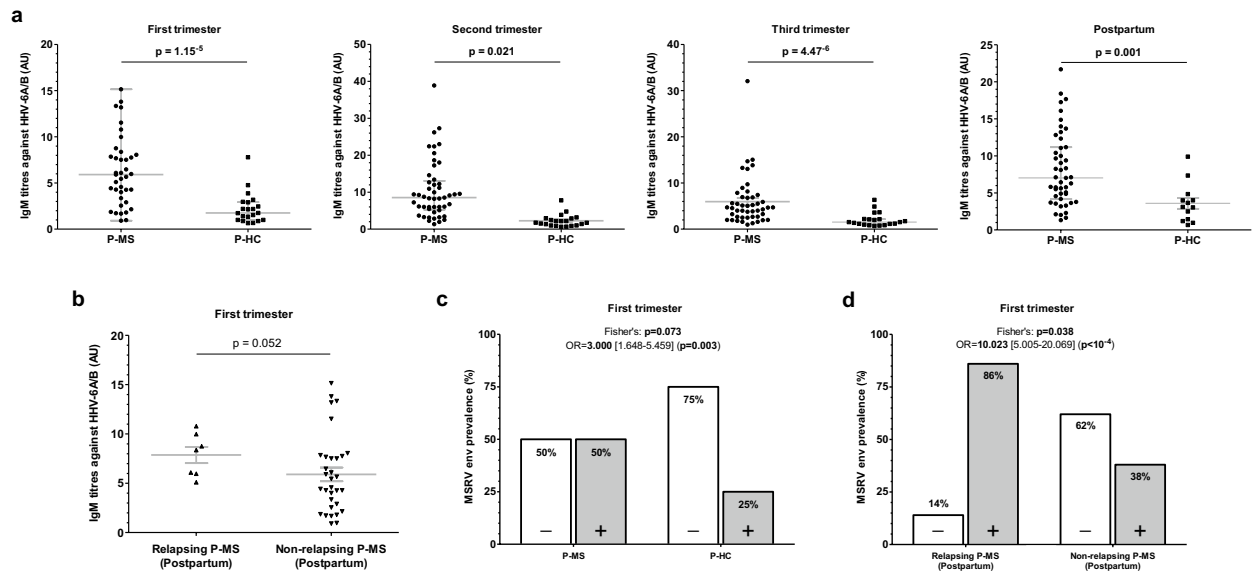 a
First trimester
p = 1.15-5
IgM titres against HHV-6A/B (AU)
20
15
10
5
0
P-MS
P-HC
Second trimester
p = 0.021
IgM titres against HHV-6A/B (AU)
50
40
30
20
10
0
P-MS
P-HC
Third trimester
p = 4.47-6
IgM titres against HHV-6A/B (AU)
40
30
20
10
0
P-MS
P-HC
Postpartum
p = 0.001
IgM titres against HHV-6A/B (AU)
25
20
15
10
5
0
P-MS
P-HC
b
First trimester
p = 0.052
IgM titres against HHV-6A/B (AU)
20
15
10
5
0
Relapsing P-MS
(Postpartum)
Non-relapsing P-MS
(Postpartum)
c
First trimester
Fisher's: p=0.073
OR=3.000 [1.648-5.459] (p=0.003)
MSRV env prevalence (%)
100
75
50
25
0
50%
50%
75%
25%
−
+
−
+
P-MS
P-HC
d
First trimester
Fisher's: p=0.038
OR=10.023 [5.005-20.069] (p<10-4)
MSRV env prevalence (%)
100
75
50
25
0
14%
86%
62%
38%
−
+
−
+
Relapsing P-MS
(Postpartum)
Non-relapsing P-MS
(Postpartum)